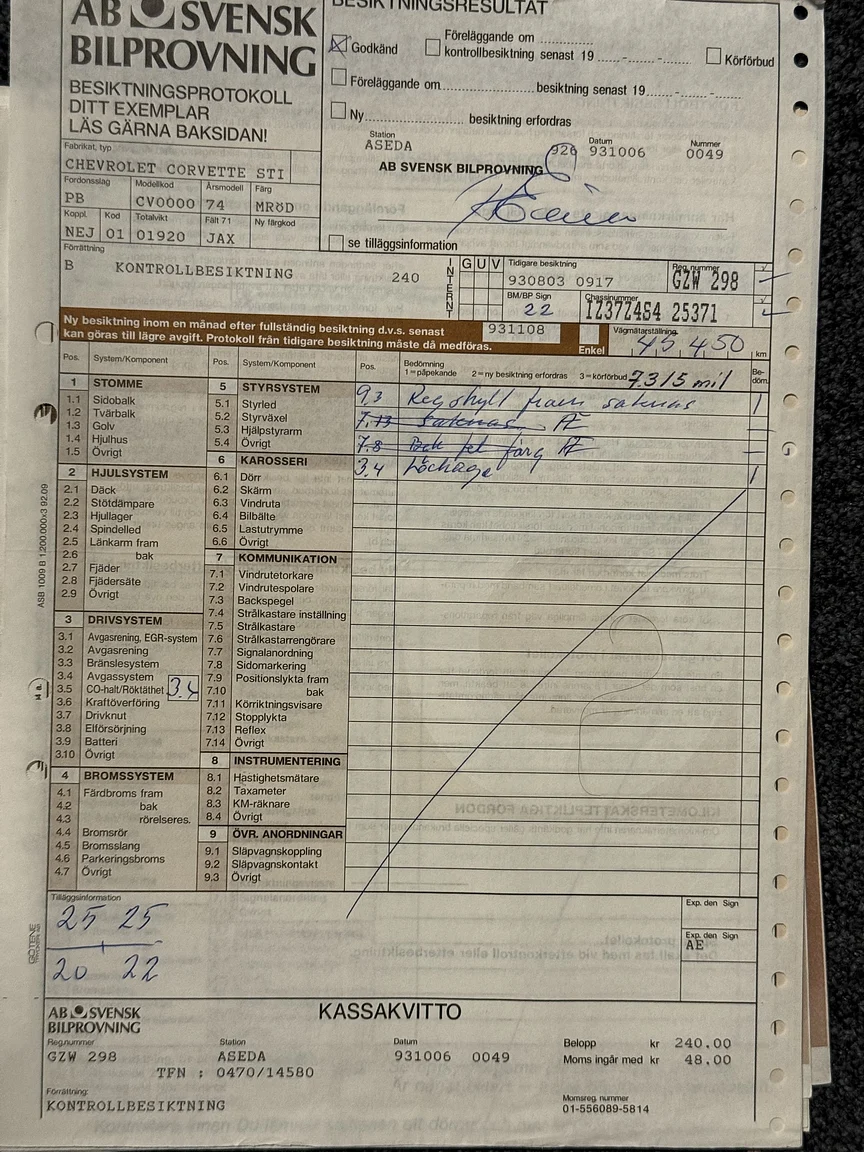 AB SVENSK
BILPROVNING
BESIKTNINGSPROTOKOLL
DITT EXEMPLAR
LÄS GÄRNA BAKSIDAN!
BESIKTNINGSRESULTAT
Godkänd
Föreläggande om
kontrollbesiktning senast 19
Körförbud
Föreläggande om besiktning senast 19
Ny besiktning erfordras
Station Datum Nummer
ASEDA 926 931006 0049
AB SVENSK BILPROVNING
se tilläggsinformation
Fabrikat, typ
CHEVROLET CORVETTE STI
Fordonsslag Modellkod Årsmodell Färg
PB CV0000 74 MRöD
Koppl. Kod Totalvikt Fält 71 Ny färgkod
NEJ 01 01920 JAX
Förrättning
B KONTROLLBESIKTNING 240
INTERNT
G U V
Tidigare besiktning
930803 0917
Reg.nummer
GZW 298
BM/BP Sign
22
Chassinummer
1Z37Z4S4 25371
Ny besiktning inom en månad efter fullständig besiktning d.v.s. senast 931108
kan göras till lägre avgift. Protokoll från tidigare besiktning måste då medföras.
Enkel
Vägmätarställning
45450 km
Pos. System/Komponent Pos. System/Komponent Pos.
Bedömning
1 = påpekande 2 = ny besiktning erfordras 3 = körförbud 7315 mil
Bedöm.
1 STOMME
1.1 Sidobalk
1.2 Tvärbalk
1.3 Golv
1.4 Hjulhus
1.5 Övrigt
2 HJULSYSTEM
2.1 Däck
2.2 Stötdämpare
2.3 Hjullager
2.4 Spindelled
2.5 Länkarm fram
2.6 bak
2.7 Fjäder
2.8 Fjädersäte
2.9 Övrigt
3 DRIVSYSTEM
3.1 Avgasrening, EGR-system
3.2 Avgasrening
3.3 Bränslesystem
3.4 Avgassystem
3.5 CO-halt/Röktäthet 3.4
3.6 Kraftöverföring
3.7 Drivknut
3.8 Elförsörjning
3.9 Batteri
3.10 Övrigt
4 BROMSSYSTEM
4.1 Färdbroms fram
4.2 bak
4.3 rörelseres.
4.4 Bromsrör
4.5 Bromsslang
4.6 Parkeringsbroms
4.7 Övrigt
5 STYRSYSTEM
5.1 Styrled
5.2 Styrväxel
5.3 Hjälpstyrarm
5.4 Övrigt
6 KAROSSERI
6.1 Dörr
6.2 Skärm
6.3 Vindruta
6.4 Bilbälte
6.5 Lastutrymme
6.6 Övrigt
7 KOMMUNIKATION
7.1 Vindrutetorkare
7.2 Vindrutespolare
7.3 Backspegel
7.4 Strålkastare inställning
7.5 Strålkastare
7.6 Strålkastarrengörare
7.7 Signalanordning
7.8 Sidomarkering
7.9 Positionslykta fram
7.10 bak
7.11 Körriktningsvisare
7.12 Stopplykta
7.13 Reflex
7.14 Övrigt
8 INSTRUMENTERING
8.1 Hastighetsmätare
8.2 Taxameter
8.3 KM-räknare
8.4 Övrigt
9 ÖVR. ANORDNINGAR
9.1 Släpvagnskoppling
9.2 Släpvagnskontakt
9.3 Övrigt
9.3 Regskylt fram saknas 1
7.13 saknas Æ
7.8 Bak fel färg Æ
3.4 Läckage 1
ASB 1009 B 1.200.000x3 92.09
Tilläggsinformation
25 25
20 22
Exp. den Sign
Exp. den Sign
AE
AB SVENSK
BILPROVNING
KASSAKVITTO
Reg.nummer Station Datum
GZW 298 ASEDA 931006 0049
TFN : 0470/14580
Belopp kr 240.00
Moms ingår med kr 48.00
Förrättning:
KONTROLLBESIKTNING
Momsreg. nummer
01-556089-5814